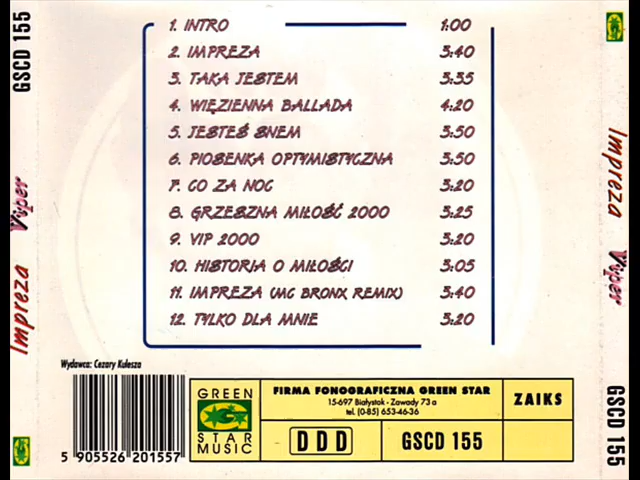 GSCD 155
Viper
Impreza
1. INTRO 1:00
2. IMPREZA 3:40
3. TAKA JESTEM 3:35
4. WIĘZIENNA BALLADA 4:20
5. JESTEŚ SNEM 3:50
6. PIOSENKA OPTYMISTYCZNA 3:50
7. CO ZA NOC 3:20
8. GRZESZNA MIŁOŚĆ 2000 3:25
9. VIP 2000 3:20
10. HISTORIA O MIŁOŚCI 3:05
11. IMPREZA (MC BRONX REMIX) 3:40
12. TYLKO DLA MNIE 3:20
Wydawca: Cezary Kulesza
5 905526 201557
GREEN
STAR
MUSIC
FIRMA FONOGRAFICZNA GREEN STAR
15-697 Białystok - Zawady 73 a
tel. (0-85) 653-46-36
ZAIKS
DDD
GSCD 155
Impreza
Viper
GSCD 155